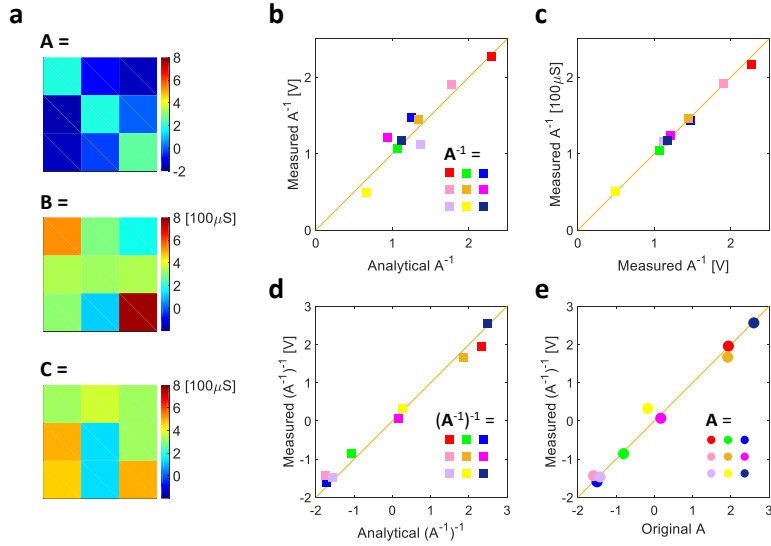 a
A =
8
6
4
2
0
-2
B =
8 [100μS]
6
4
2
0
C =
8 [100μS]
6
4
2
0
b
Measured A⁻¹ [V]
2
1
0
0
1
2
Analytical A⁻¹
A⁻¹ =
c
Measured A⁻¹ [100μS]
2
1
0
0
1
2
Measured A⁻¹ [V]
d
Measured (A⁻¹)⁻¹ [V]
3
2
1
0
-1
-2
-2
-1
0
1
2
3
Analytical (A⁻¹)⁻¹
(A⁻¹)⁻¹ =
e
Measured (A⁻¹)⁻¹ [V]
3
2
1
0
-1
-2
-2
-1
0
1
2
3
Original A
A =